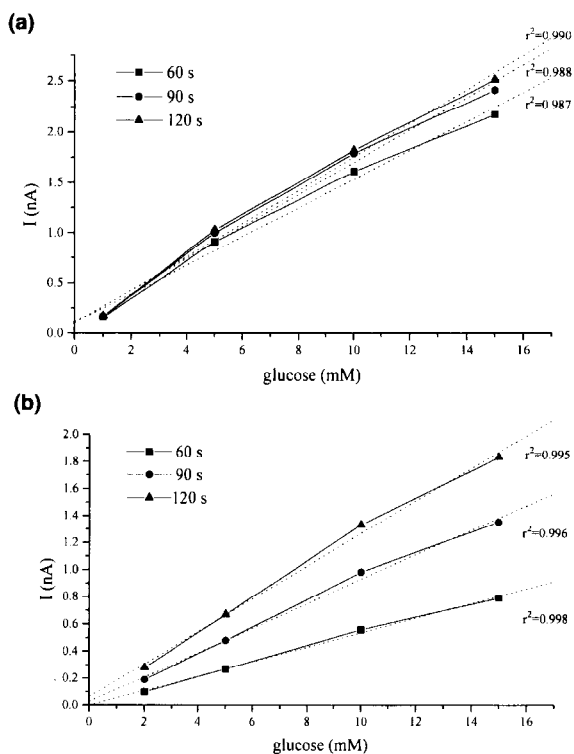 (a)
r²=0.990
r²=0.988
r²=0.987
60 s
90 s
120 s
2.5
2.0
1.5
1.0
0.5
0.0
I (nA)
0 2 4 6 8 10 12 14 16
glucose (mM)
(b)
2.0
1.8
1.6
1.4
1.2
1.0
0.8
0.6
0.4
0.2
0.0
I (nA)
60 s
90 s
120 s
r²=0.995
r²=0.996
r²=0.998
0 2 4 6 8 10 12 14 16
glucose (mM)